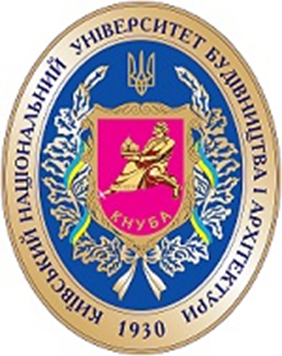 КИЇВСЬКИЙ НАЦІОНАЛЬНИЙ УНІВЕРСИТЕТ БУДІВНИЦТВА І АРХІТЕКТУРИ
КНУБА
1930